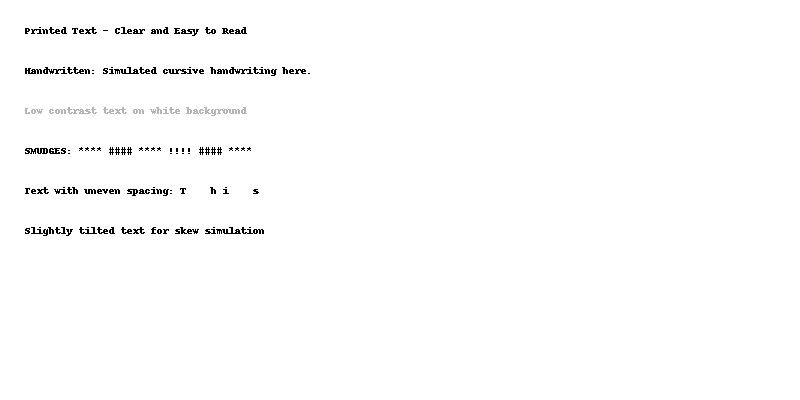 Printed Text - Clear and Easy to Read
Handwritten: Simulated cursive handwriting here.
Low contrast text on white background
SMUDGES: **** #### **** !!!! #### ****
Text with uneven spacing: T    h i    s
Slightly tilted text for skew simulation